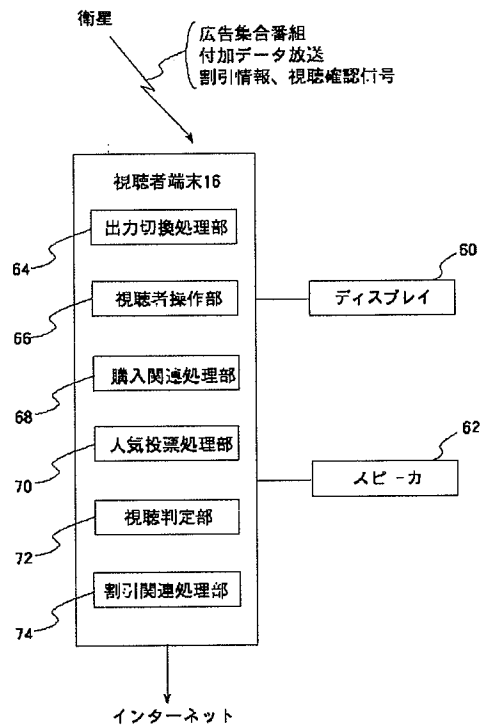 衛星
広告集合番組
付加データ放送
割引情報、視聴確認信号
視聴者端末16
出力切換処理部
64
視聴者操作部
66
購入関連処理部
68
人気投票処理部
70
視聴判定部
72
割引関連処理部
74
60
ディスプレイ
62
スピーカ
インターネット